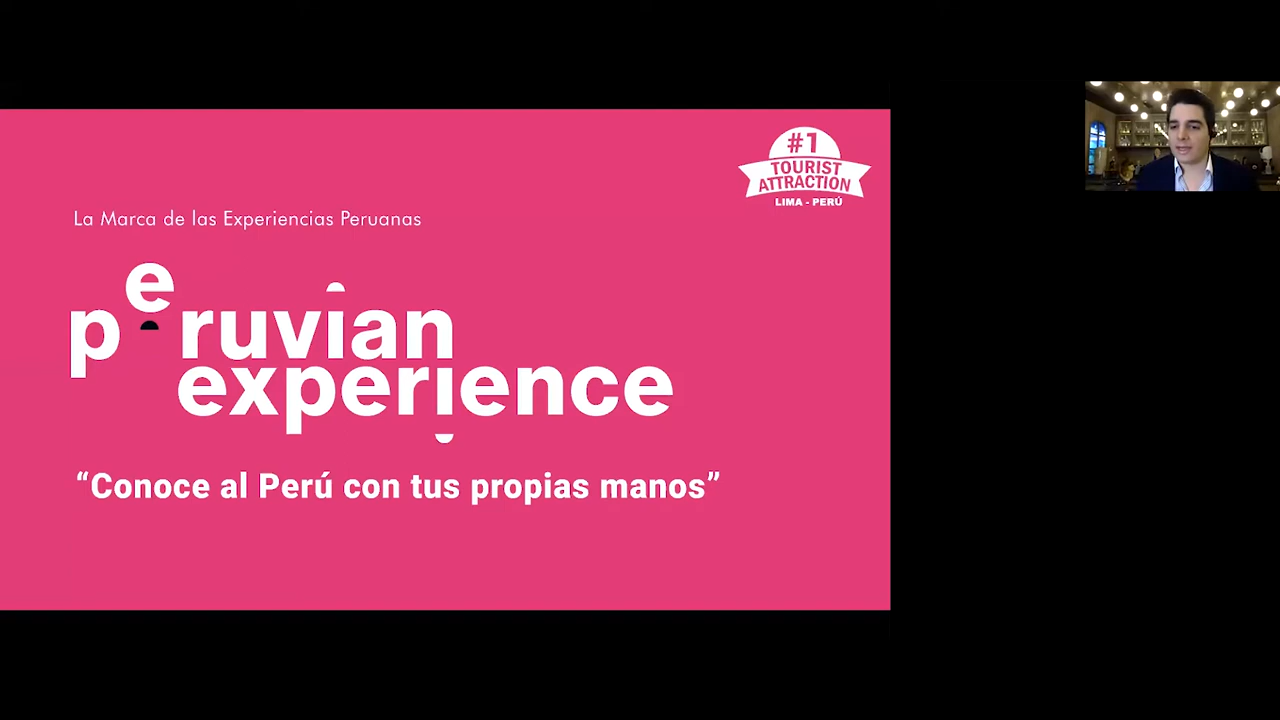 #1
TOURIST
ATTRACTION
LIMA - PERÚ
La Marca de las Experiencias Peruanas
peruvian
experience
“Conoce al Perú con tus propias manos”